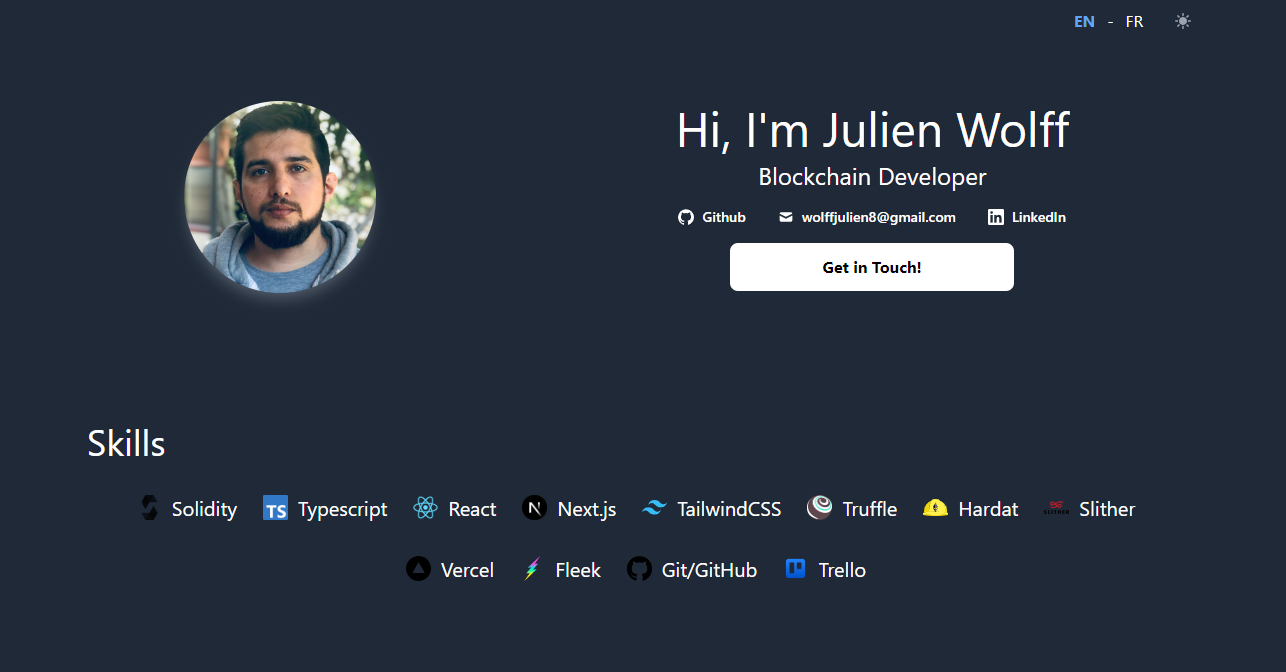 EN - FR
Hi, I'm Julien Wolff
Blockchain Developer
Github wolffjulien8@gmail.com LinkedIn
Get in Touch!
Skills
Solidity TS Typescript React N Next.js TailwindCSS Truffle Hardat SLITHER Slither
Vercel Fleek Git/GitHub Trello